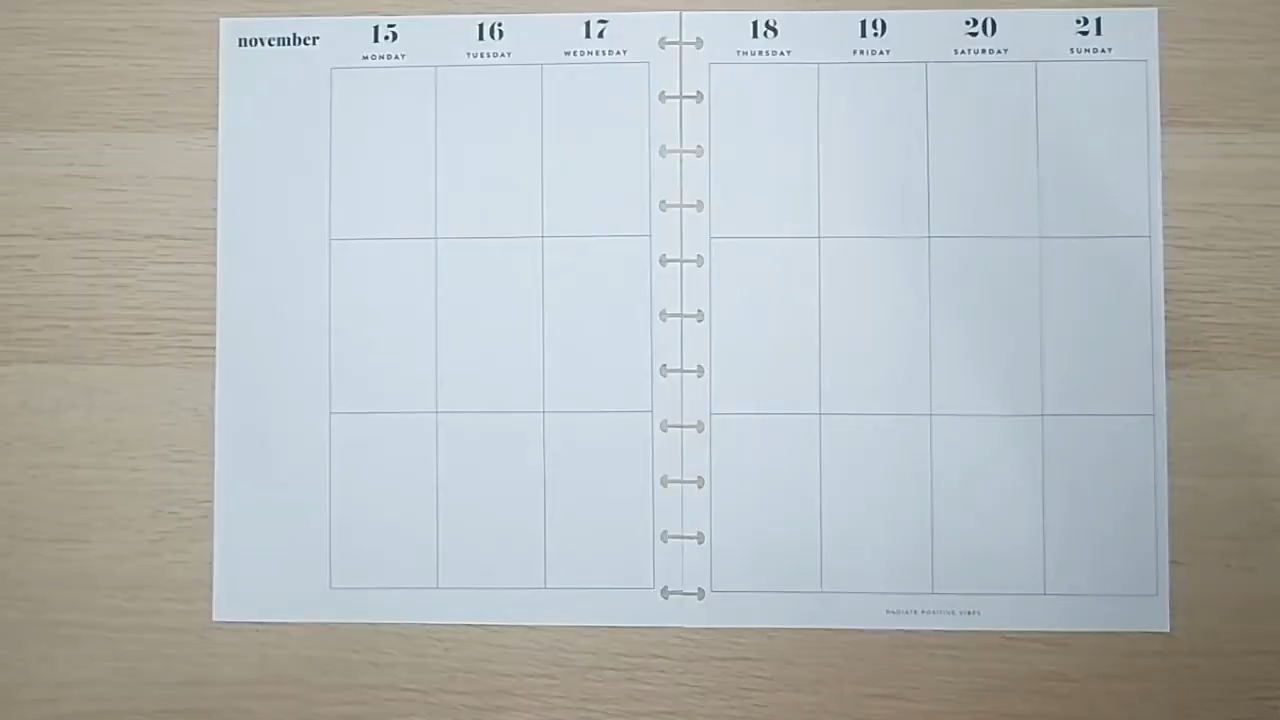 november
15 16 17 18 19 20 21
MONDAY TUESDAY WEDNESDAY THURSDAY FRIDAY SATURDAY SUNDAY
RADIATE POSITIVE VIBES